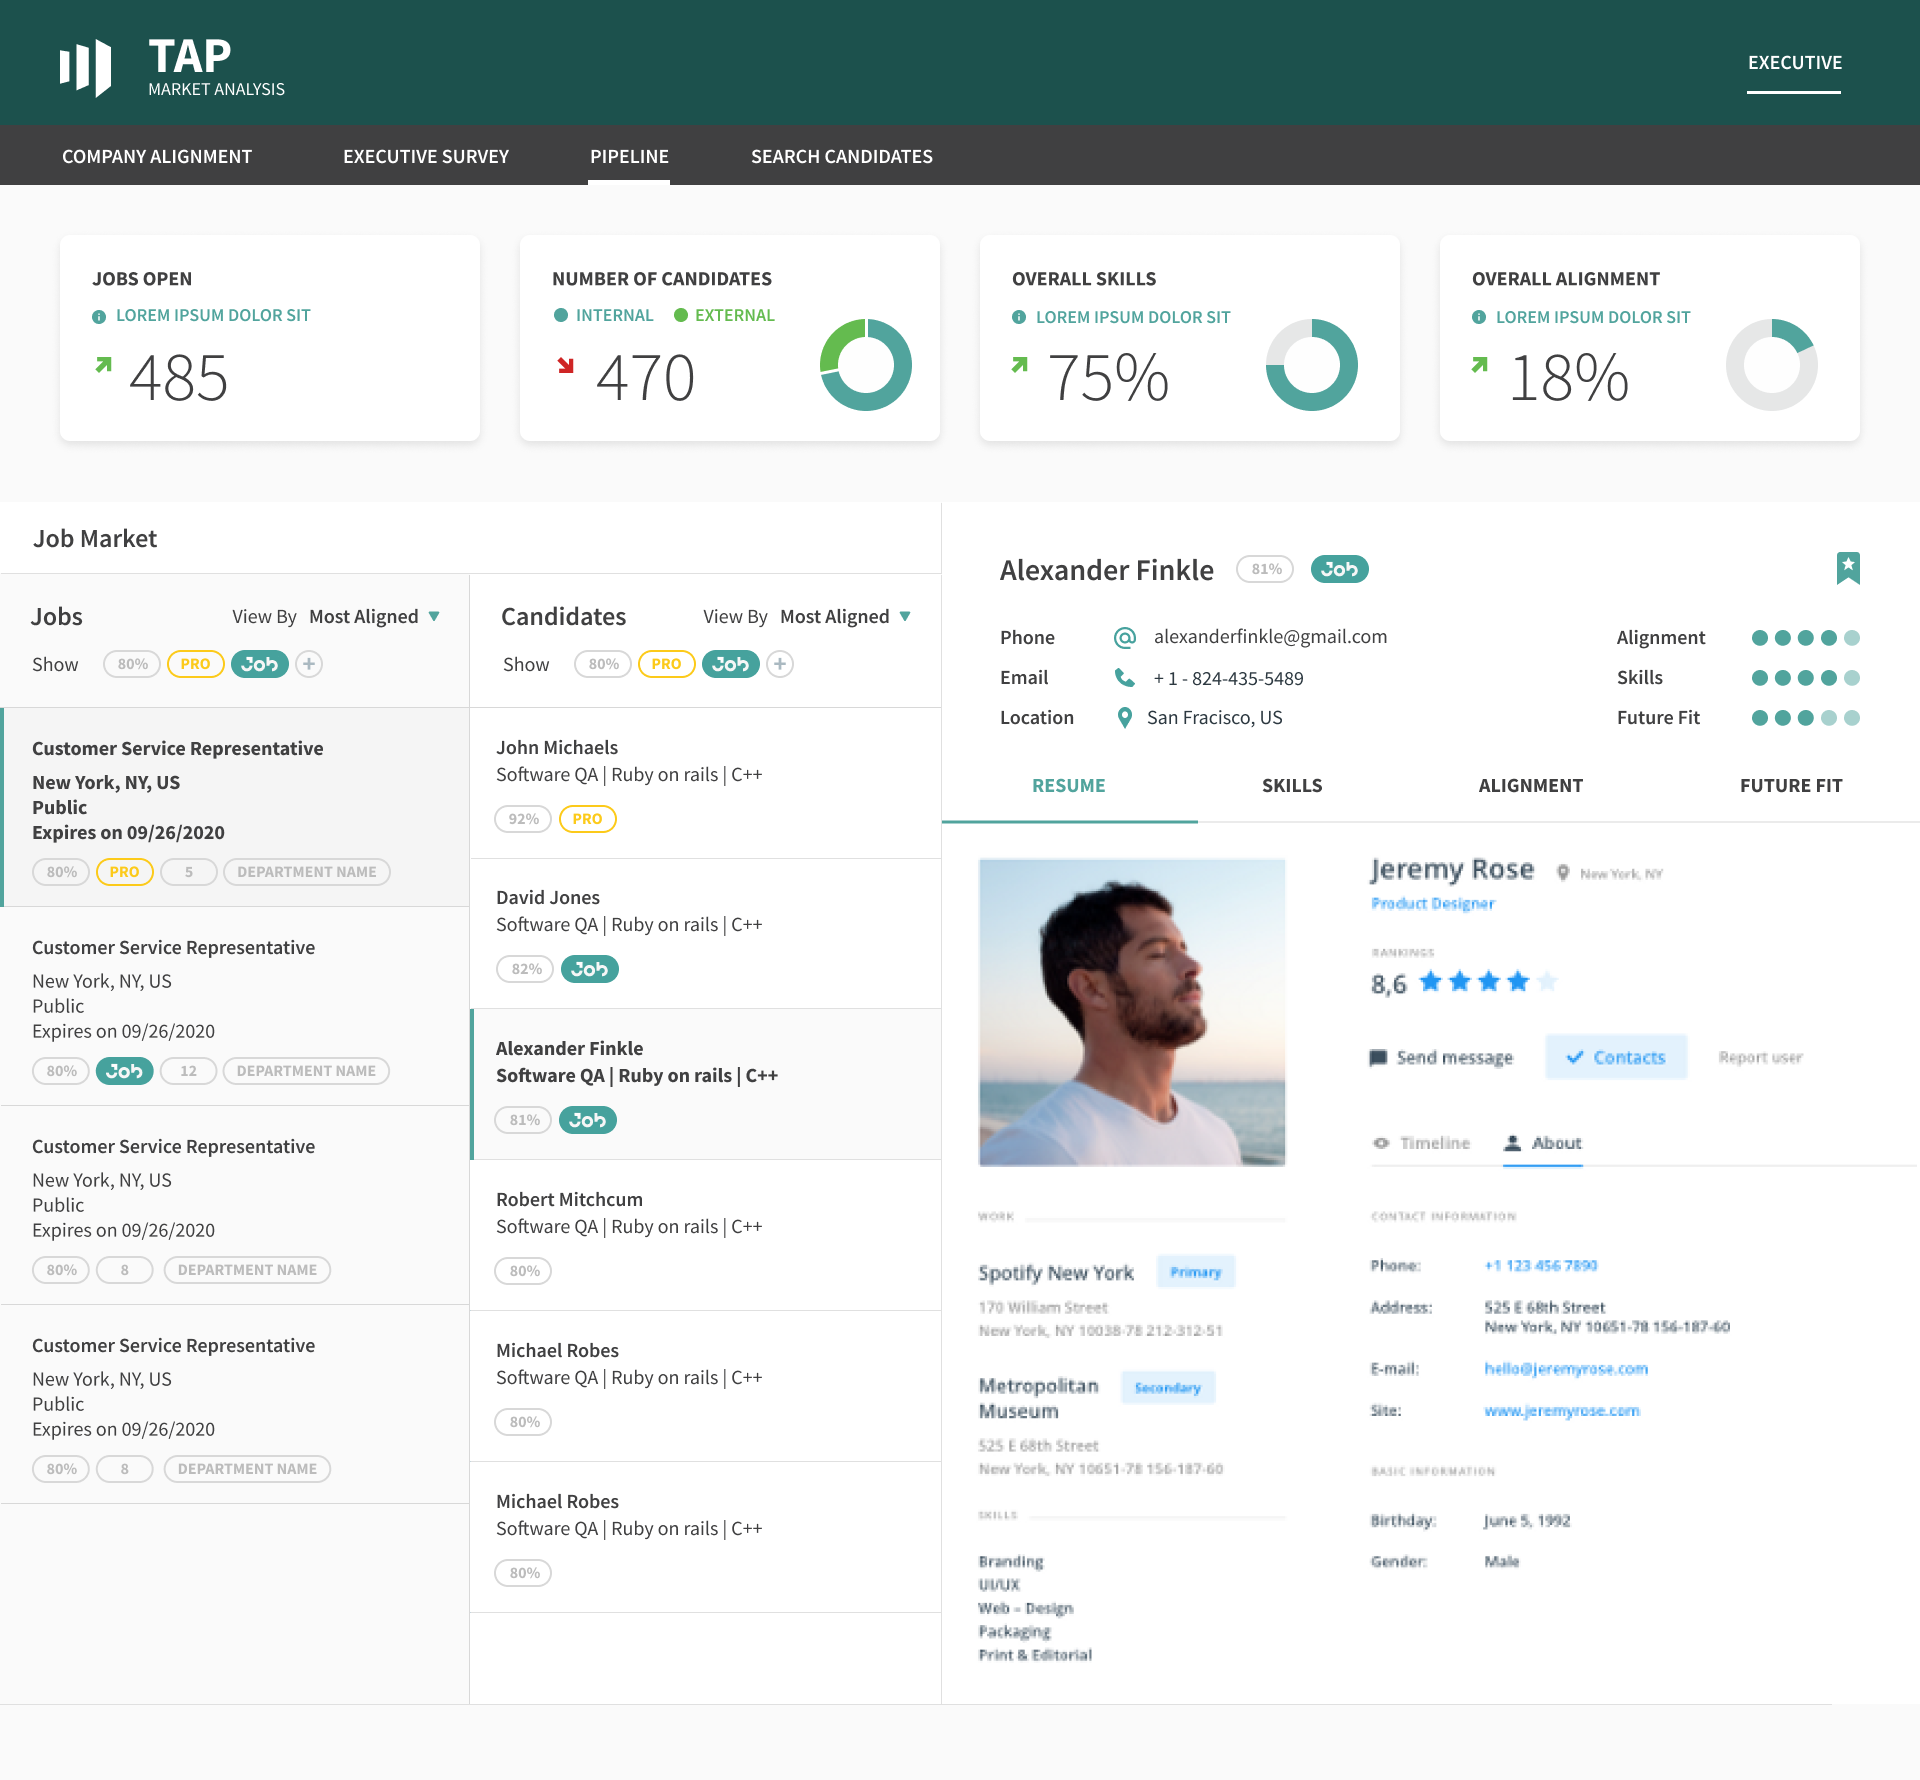 TAP
MARKET ANALYSIS
EXECUTIVE
COMPANY ALIGNMENT
EXECUTIVE SURVEY
PIPELINE
SEARCH CANDIDATES
JOBS OPEN
LOREM IPSUM DOLOR SIT
485
NUMBER OF CANDIDATES
INTERNAL
EXTERNAL
470
OVERALL SKILLS
LOREM IPSUM DOLOR SIT
75%
OVERALL ALIGNMENT
LOREM IPSUM DOLOR SIT
18%
Job Market
Jobs
View By Most Aligned
Show 80% PRO Job +
Customer Service Representative
New York, NY, US
Public
Expires on 09/26/2020
80% PRO 5 DEPARTMENT NAME
Customer Service Representative
New York, NY, US
Public
Expires on 09/26/2020
80% Job 12 DEPARTMENT NAME
Customer Service Representative
New York, NY, US
Public
Expires on 09/26/2020
80% 8 DEPARTMENT NAME
Customer Service Representative
New York, NY, US
Public
Expires on 09/26/2020
80% 8 DEPARTMENT NAME
Candidates
View By Most Aligned
Show 80% PRO Job +
John Michaels
Software QA | Ruby on rails | C++
92% PRO
David Jones
Software QA | Ruby on rails | C++
82% Job
Alexander Finkle
Software QA | Ruby on rails | C++
81% Job
Robert Mitchcum
Software QA | Ruby on rails | C++
80%
Michael Robes
Software QA | Ruby on rails | C++
80%
Michael Robes
Software QA | Ruby on rails | C++
80%
Alexander Finkle 81% Job
Phone @ alexanderfinkle@gmail.com
Email + 1 - 824-435-5489
Location San Fracisco, US
Alignment
Skills
Future Fit
RESUME
SKILLS
ALIGNMENT
FUTURE FIT
Jeremy Rose New York, NY
Product Designer
RANKINGS
8,6
Send message
Contacts
Report user
Timeline
About
WORK
Spotify New York Primary
170 William Street
New York, NY 10038-78 212-312-51
Metropolitan Secondary
Museum
525 E 68th Street
New York, NY 10651-78 156-187-60
SKILLS
Branding
UI/UX
Web – Design
Packaging
Print & Editorial
CONTACT INFORMATION
Phone: +1 123 456 7890
Address: 525 E 68th Street
New York, NY 10651-78 156-187-60
E-mail: hello@jeremyrose.com
Site: www.jeremyrose.com
BASIC INFORMATION
Birthday: June 5, 1992
Gender: Male